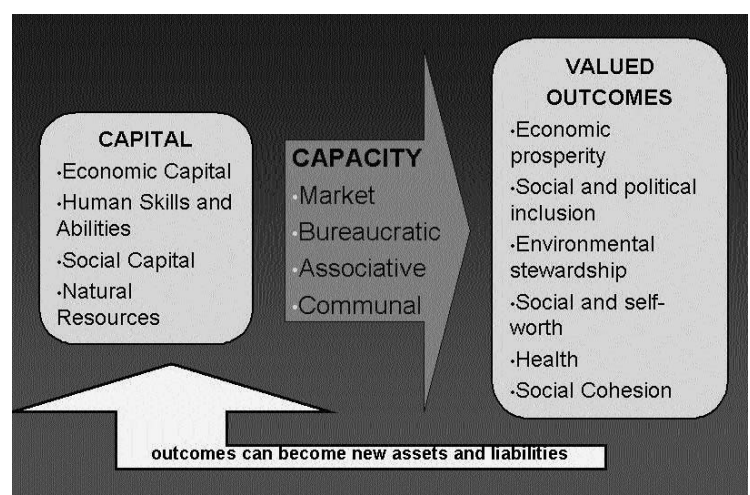 CAPITAL
·Economic Capital
·Human Skills and
Abilities
·Social Capital
·Natural
Resources
CAPACITY
·Market
·Bureaucratic
·Associative
·Communal
VALUED
OUTCOMES
·Economic
prosperity
·Social and political
inclusion
·Environmental
stewardship
·Social and self-
worth
·Health
·Social Cohesion
outcomes can become new assets and liabilities